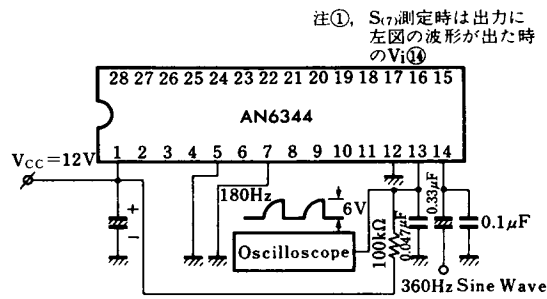 注①, S(7)測定時は出力に
左図の波形が出た時
のVi⑭
28 27 26 25 24 23 22 21 20 19 18 17 16 15
AN6344
1 2 3 4 5 6 7 8 9 10 11 12 13 14
VCC=12V
180Hz
6V
+
−
Oscilloscope
100kΩ
0.047μF
0.33μF
0.1μF
360Hz Sine Wave